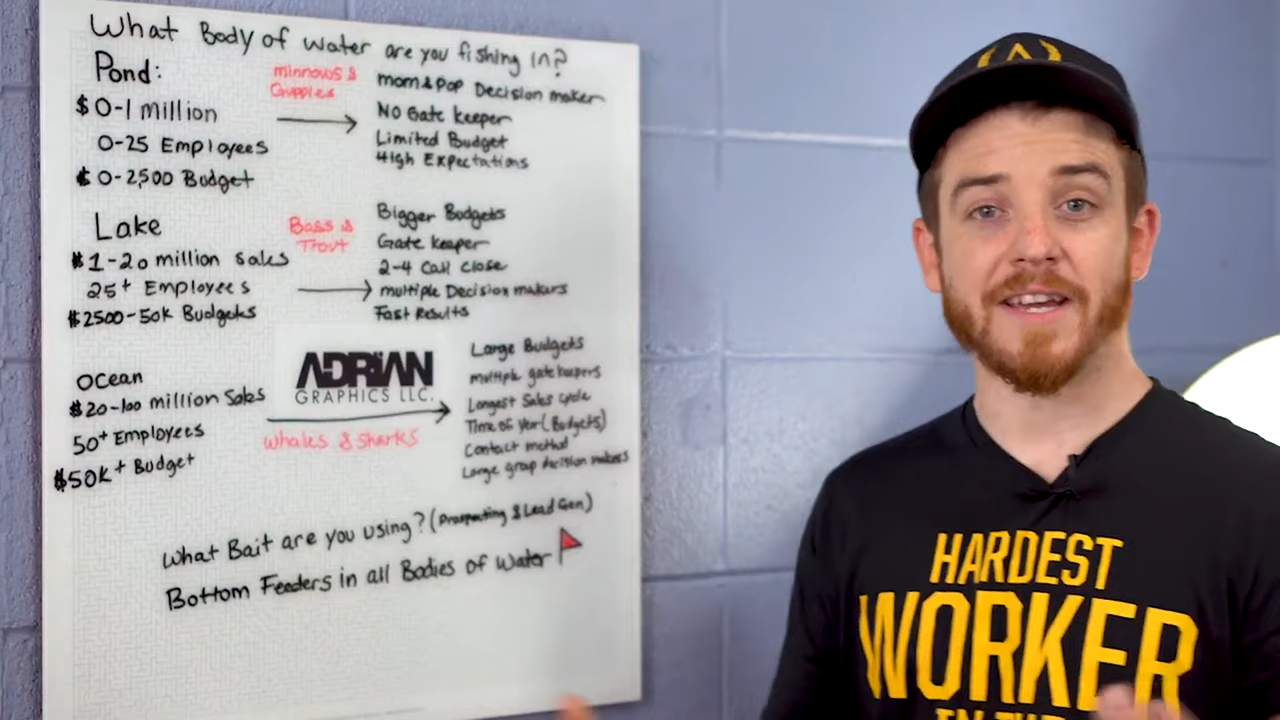 What Body of water are you fishing in?
Pond:
$0-1 million
0-25 Employees
$0-2,500 Budget
minnows &
Guppies
mom & pop Decision maker
No Gate keeper
Limited Budget
High Expectations
Lake
$1-20 million sales
25+ Employees
$2500-50k Budgets
Bass &
Trout
Bigger Budgets
Gate keeper
2-4 Call close
multiple Decision makers
Fast Results
Ocean
$20-100 million Sales
50+ Employees
$50K+ Budget
ADRIAN
GRAPHICS LLC.
whales & sharks
Large Budgets
multiple gate keepers
Longest Sales cycle
Time of year (Budgets)
Contact method
Large group decision makers
What Bait are you using? (Prospecting & Lead Gen)
Bottom Feeders in all Bodies of Water
HARDEST
WORKER
IN THE